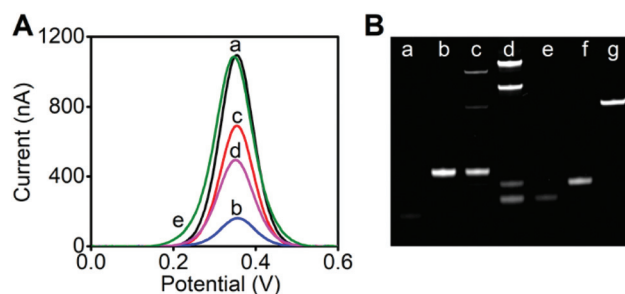 A
1200
800
400
0
Current (nA)
a
c
d
e
b
0.0 0.2 0.4 0.6
Potential (V)
B
a b c d e f g